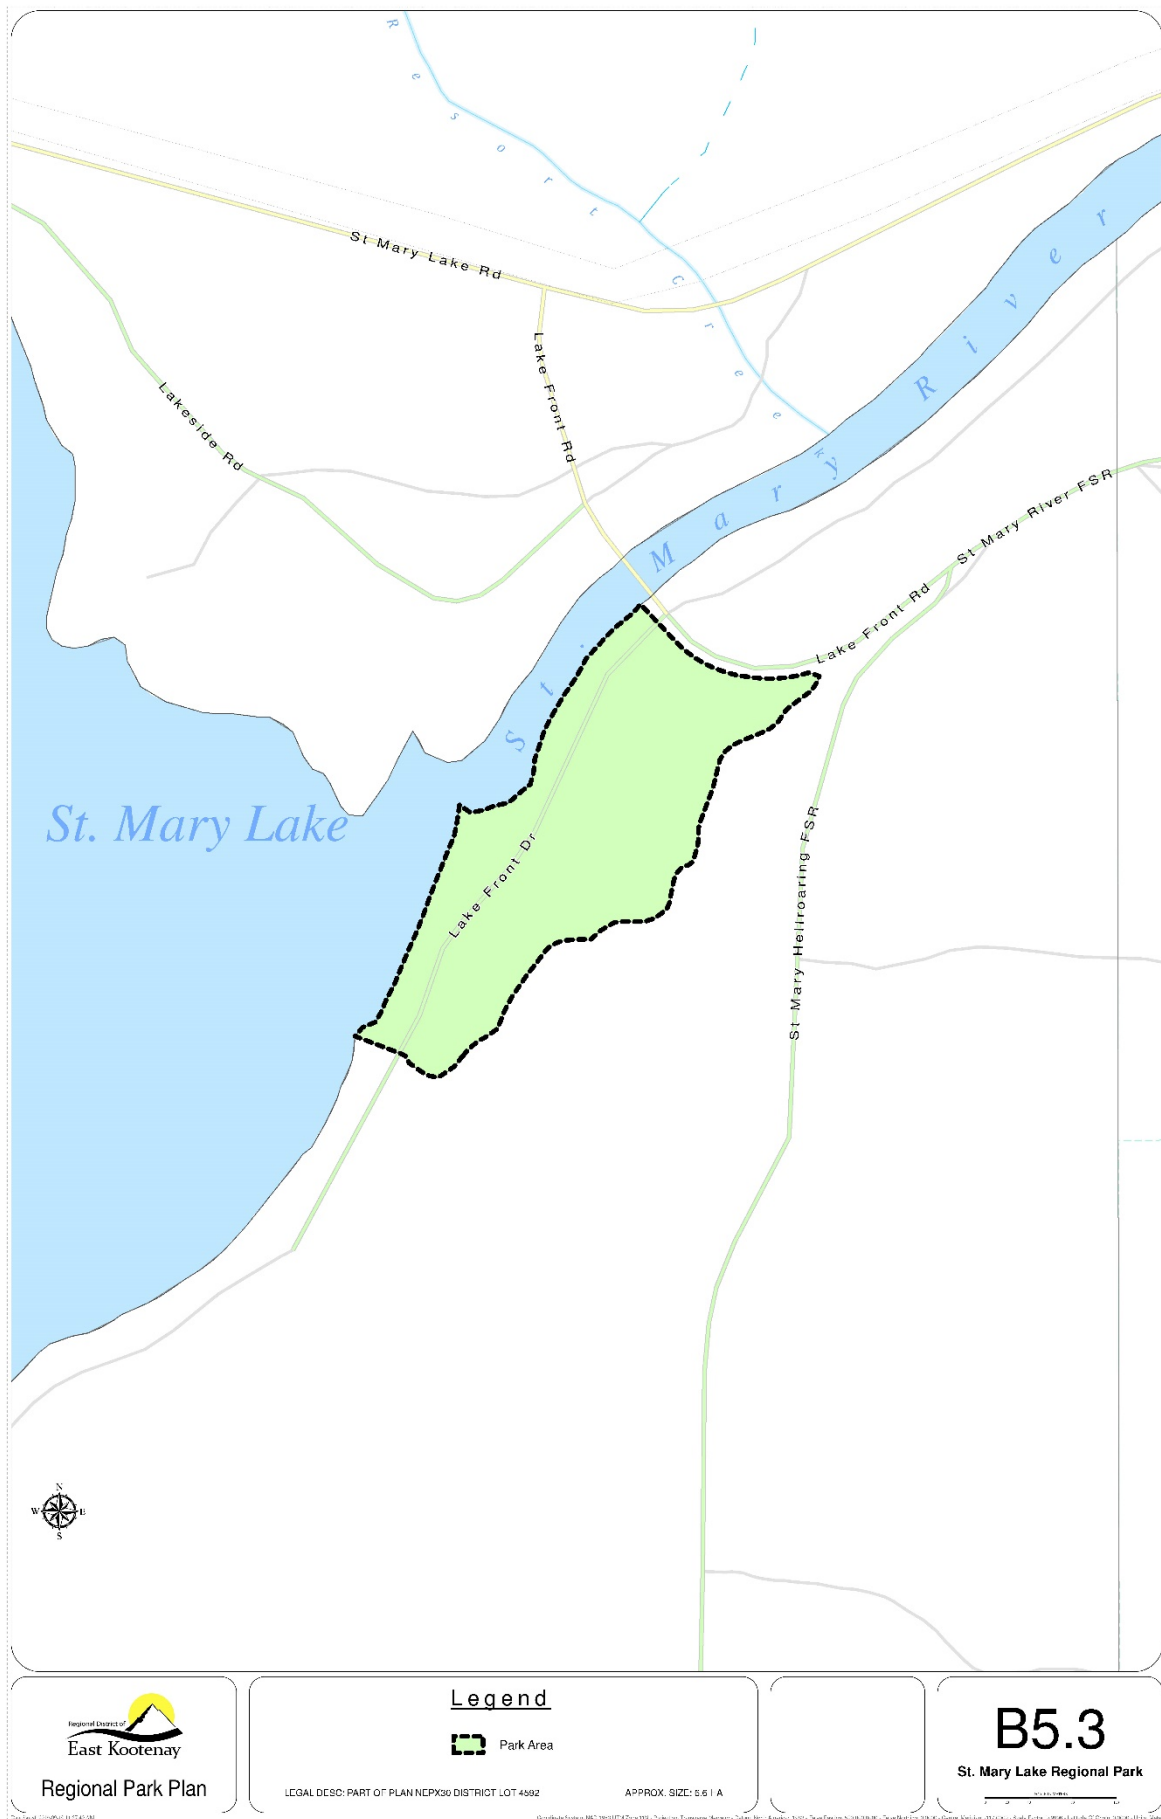 Resort Creek
St Mary Lake Rd
Lake Front Rd
Lakeside Rd
St. Mary River
St Mary River FSR
Lake Front Rd
St. Mary Lake
Lake Front Dr
St Mary Hellroaring FSR
N
W E
S
Regional District of
East Kootenay
Regional Park Plan
Legend
Park Area
LEGAL DESC: PART OF PLAN NEPX30 DISTRICT LOT 4592
APPROX. SIZE:
B5.3
St. Mary Lake Regional Park